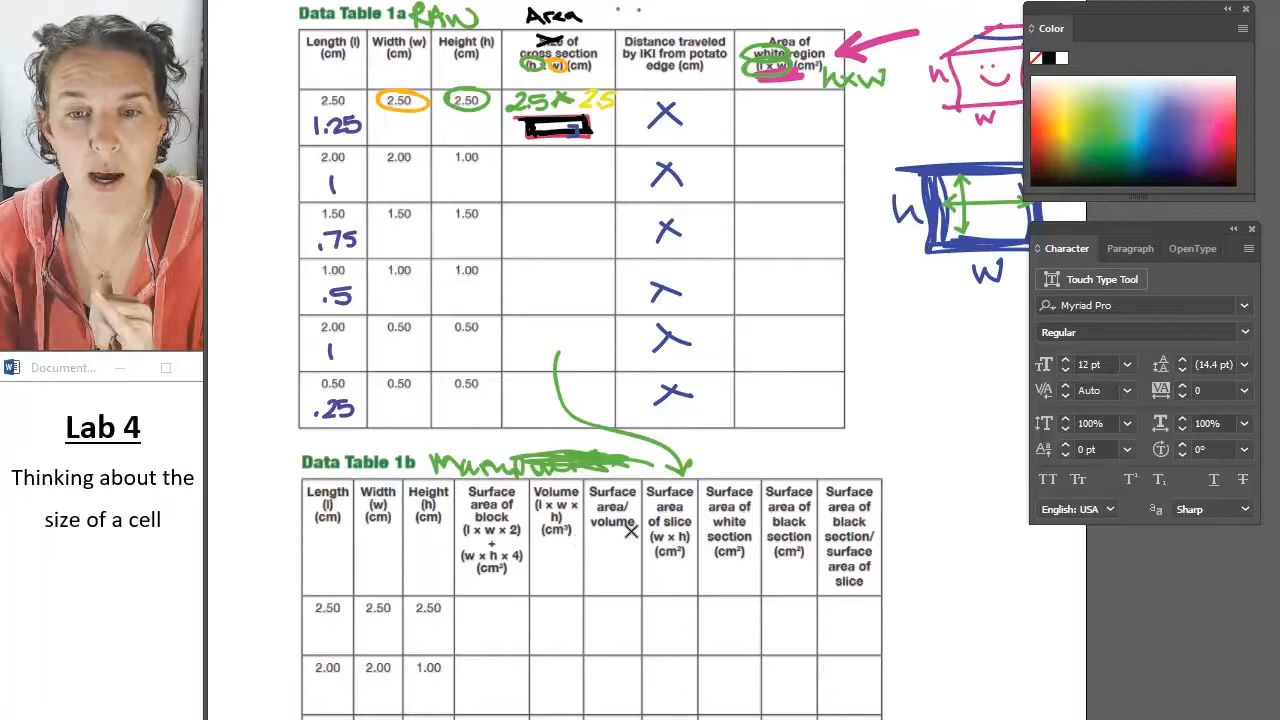 Data Table 1a RAW
Area
Length (l) (cm)
Width (w) (cm)
Height (h) (cm)
of cross section (h x w) (cm)
Distance traveled by IKI from potato edge (cm)
Area of white region (l x w) (cm²)
hxw
2.50 2.50 2.50 2.5 x 2.5
1.25 X
2.00 2.00 1.00
1 X
1.50 1.50 1.50
.75 X
1.00 1.00 1.00
.5 X
2.00 0.50 0.50
1 X
0.50 0.50 0.50
.25 X
h
w
h
w
Data Table 1b
Length (l) (cm)
Width (w) (cm)
Height (h) (cm)
Surface area of block (l x w x 2) + (w x h x 4) (cm²)
Volume (l x w x h) (cm³)
Surface area/ volume
Surface area of slice (w x h) (cm²)
Surface area of white section (cm²)
Surface area of black section (cm²)
Surface area of black section/ surface area of slice
2.50 2.50 2.50
2.00 2.00 1.00
Document...
Lab 4
Thinking about the
size of a cell
Color
Character Paragraph OpenType
Touch Type Tool
Myriad Pro
Regular
12 pt (14.4 pt)
Auto 0
100% 100%
0 pt 0°
English: USA Sharp